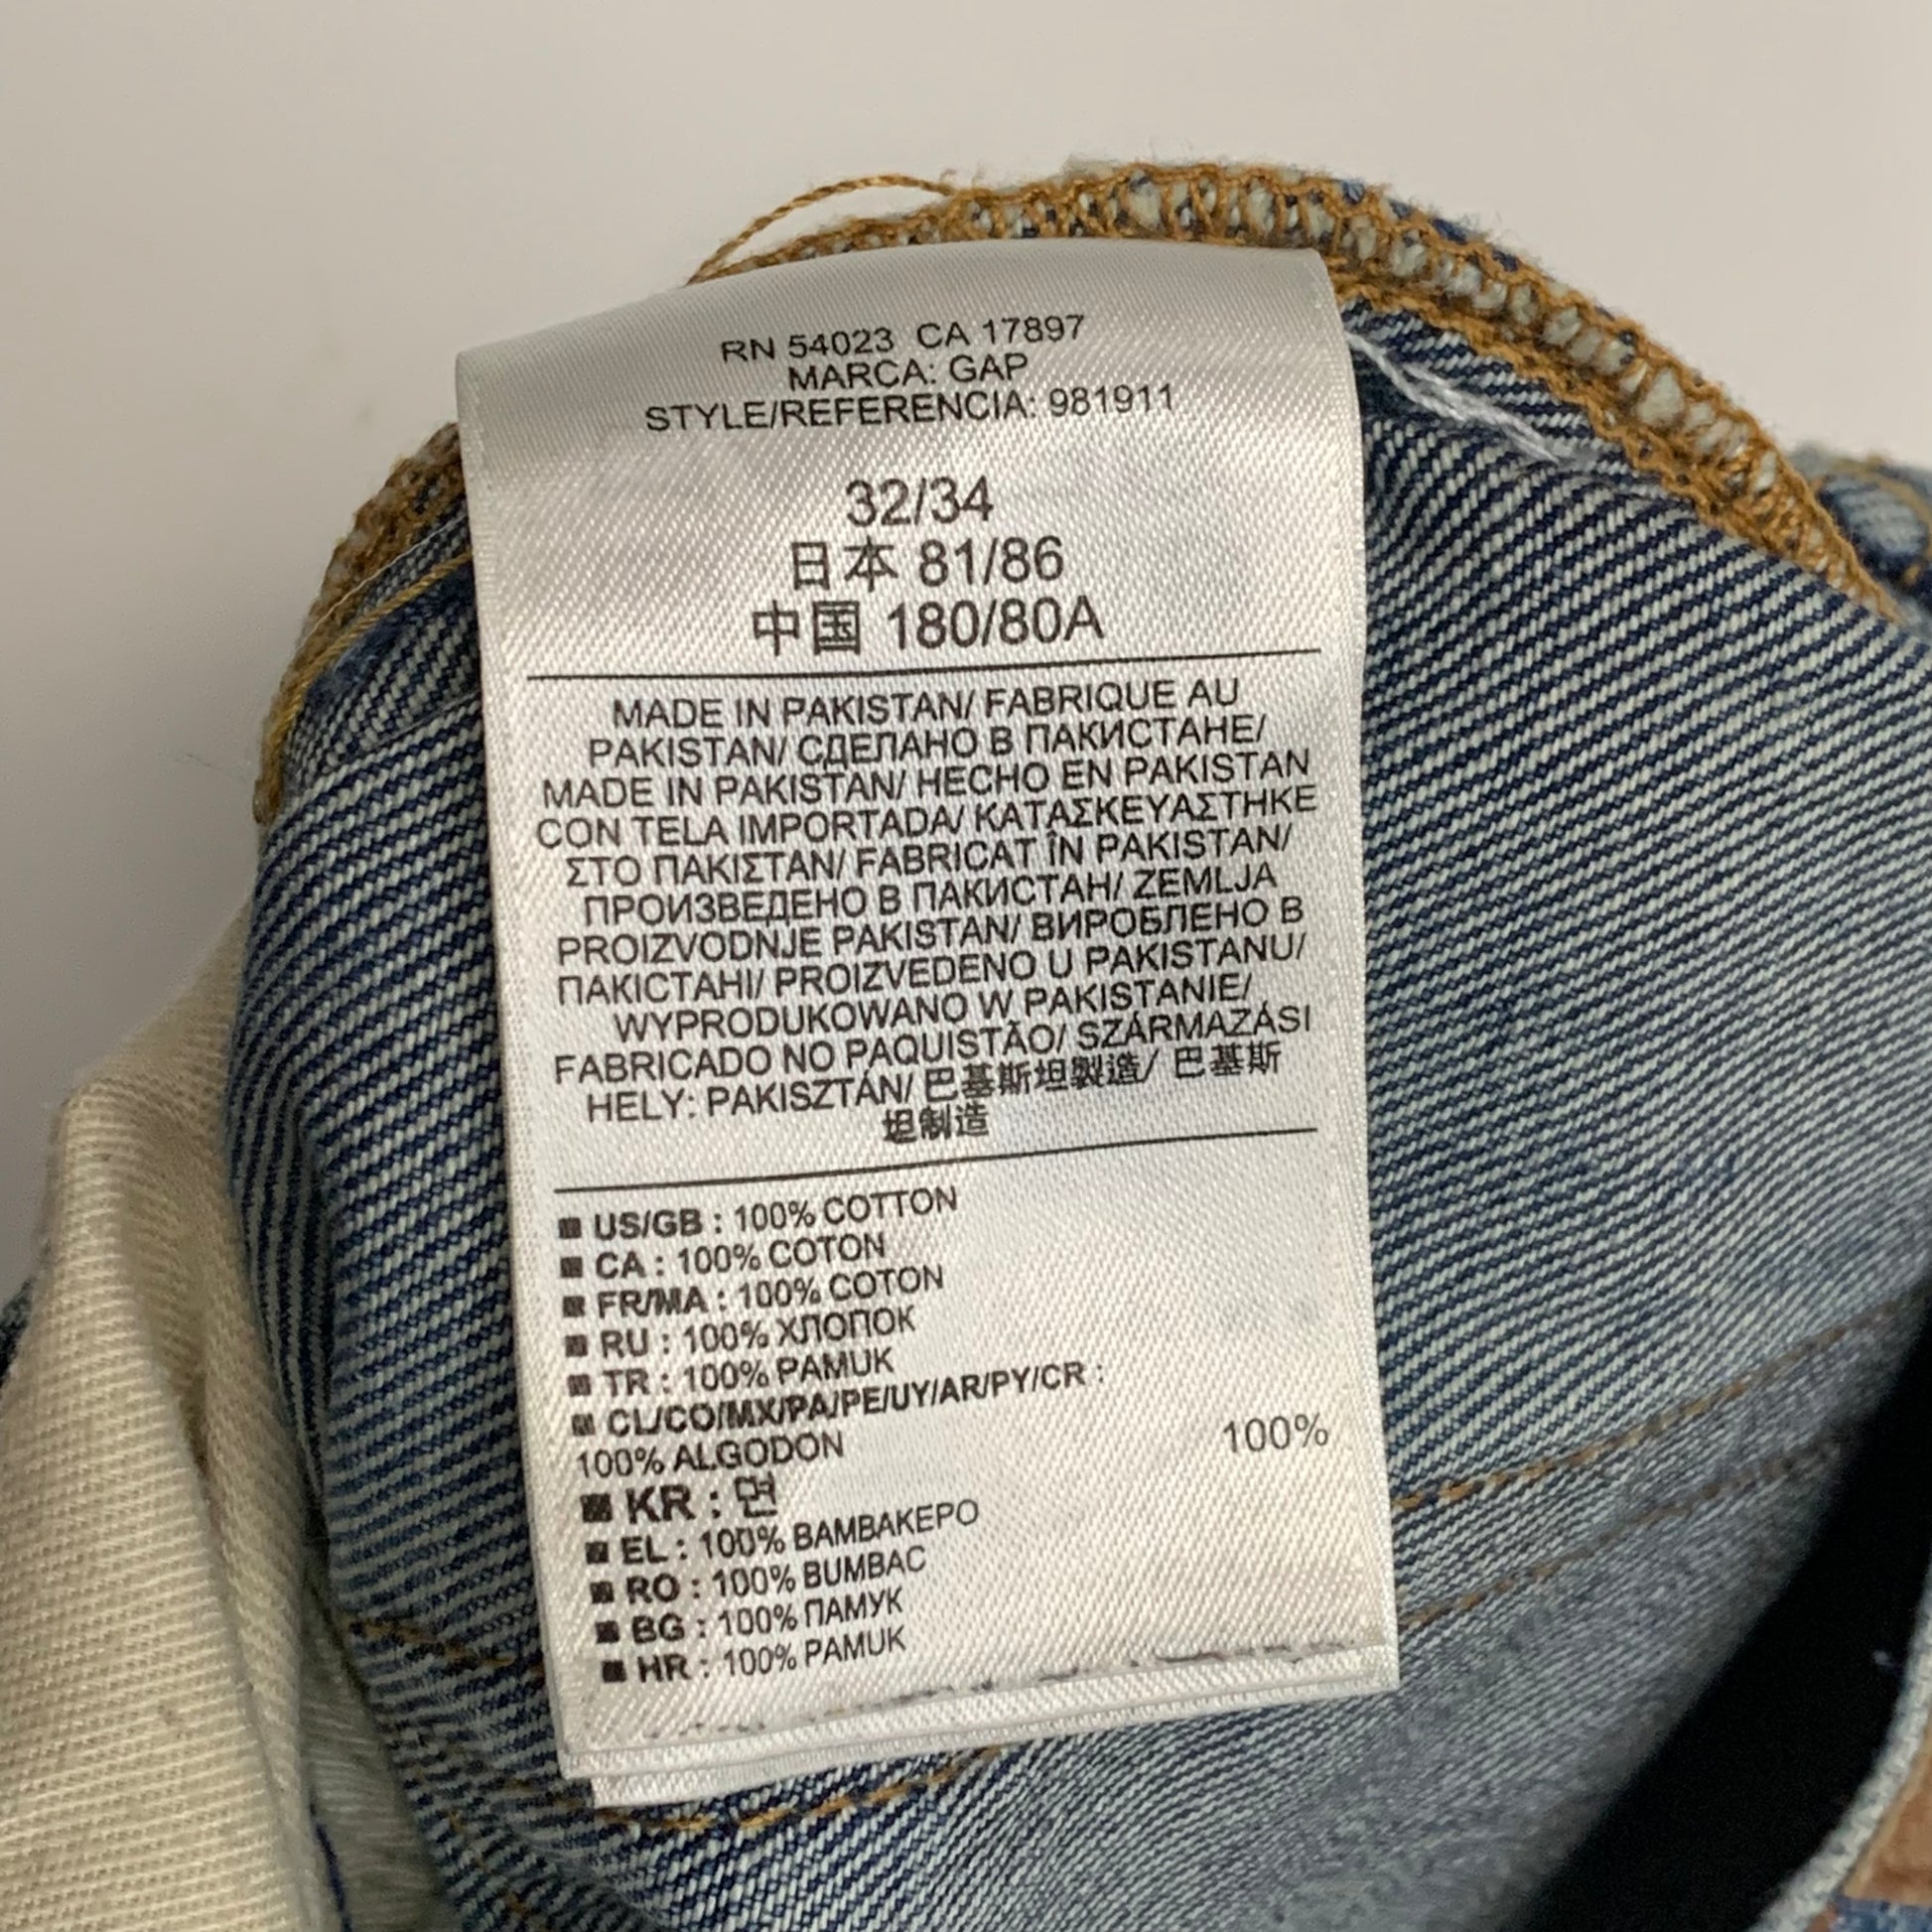 RN 54023 CA 17897
MARCA: GAP
STYLE/REFERENCIA: 981911
32/34
日本 81/86
中国 180/80A
MADE IN PAKISTAN/ FABRIQUE AU
PAKISTAN/ СДЕЛАНО В ПАКИСТАНЕ/
MADE IN PAKISTAN/ HECHO EN PAKISTAN
CON TELA IMPORTADA/ ΚΑΤΑΣΚΕΥΑΣΤΗΚΕ
ΣΤΟ ΠΑΚΙΣΤΑΝ/ FABRICAT ÎN PAKISTAN/
ПРОИЗВЕДЕНО В ПАКИСТАН/ ZEMLJA
PROIZVODNJE PAKISTAN/ ВИРОБЛЕНО В
ПАКІСТАНІ/ PROIZVEDENO U PAKISTANU/
WYPRODUKOWANO W PAKISTANIE/
FABRICADO NO PAQUISTÃO/ SZÁRMAZÁSI
HELY: PAKISZTÁN/ 巴基斯坦製造/ 巴基斯
坦制造
■ US/GB : 100% COTTON
■ CA : 100% COTON
■ FR/MA : 100% COTON
■ RU : 100% ХЛОПОК
■ TR : 100% PAMUK
■ CL/CO/MX/PA/PE/UY/AR/PY/CR :
100% ALGODON
■ KR : 면 100%
■ EL : 100% ΒΑΜΒΑΚΕΡΟ
■ RO : 100% BUMBAC
■ BG : 100% ПАМУК
■ HR : 100% PAMUK